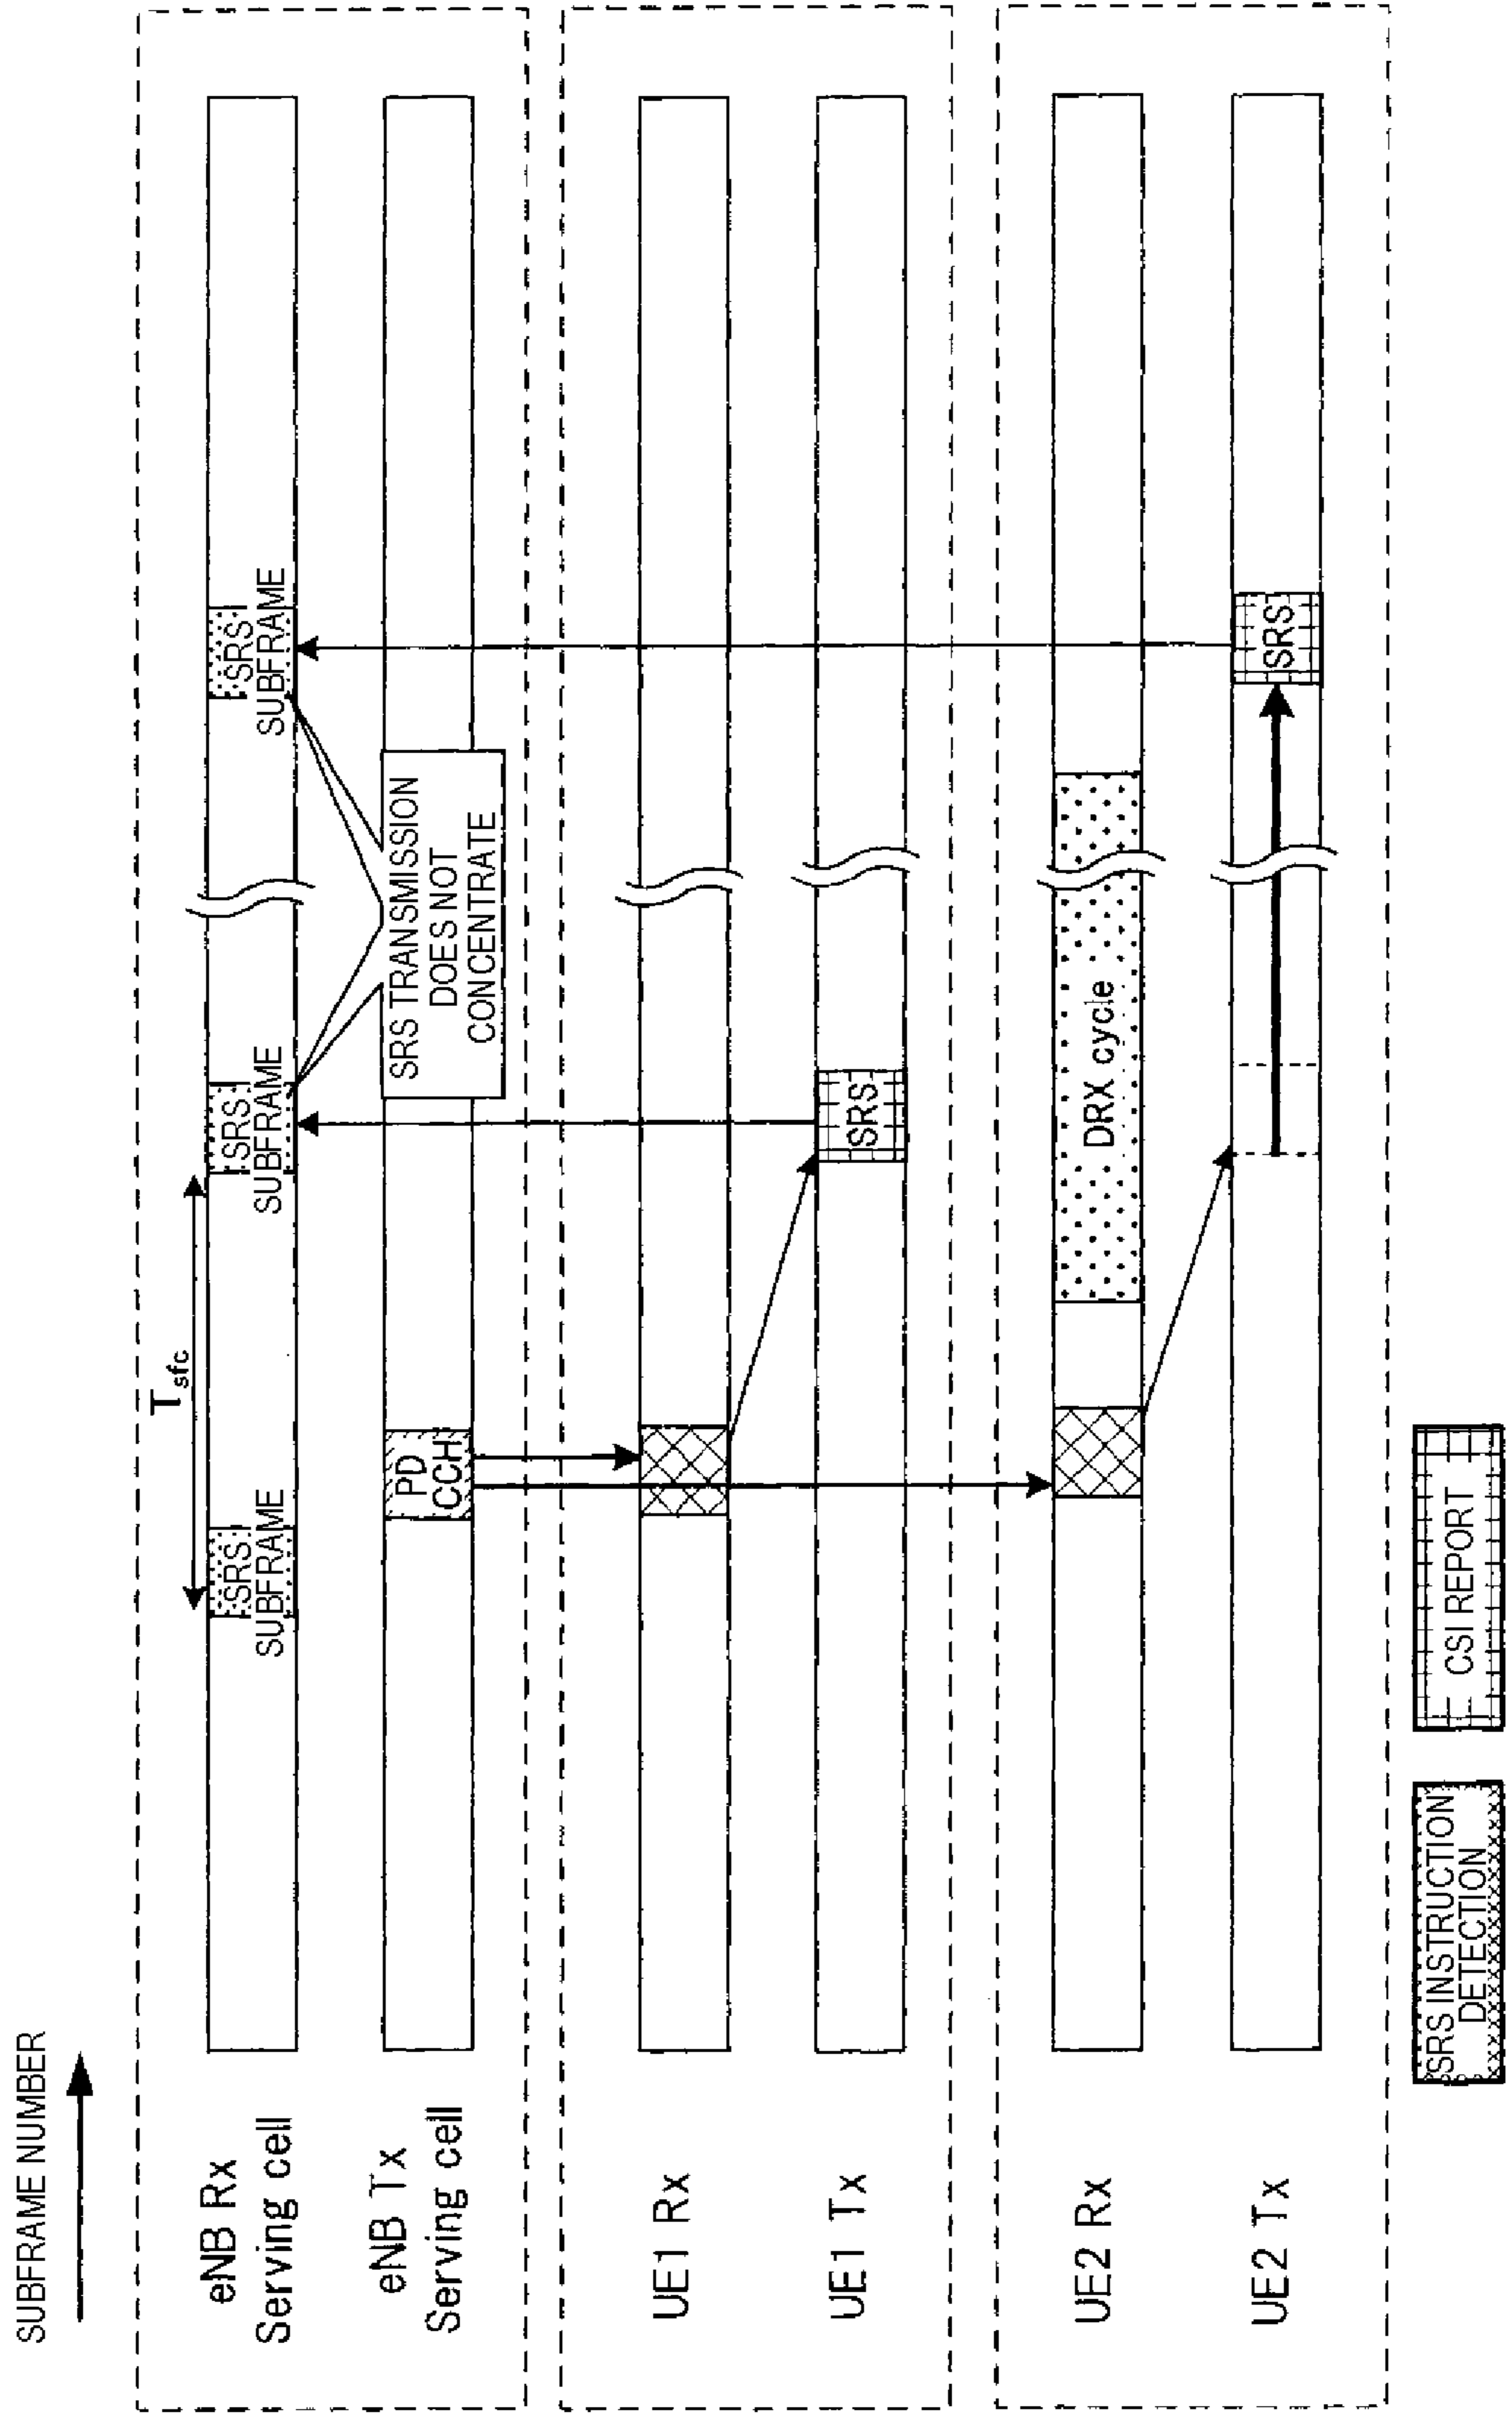 SUBFRAME NUMBER
eNB Rx
Serving cell
SRS
SUBFRAME
T sfc
SRS
SUBFRAME
SRS
SUBFRAME
eNB Tx
Serving cell
PD
CCH
SRS TRANSMISSION
DOES NOT
CONCENTRATE
UE1 Rx
UE1 Tx
SRS
UE2 Rx
DRX cycle
UE2 Tx
SRS
SRS INSTRUCTION
DETECTION
CSI REPORT